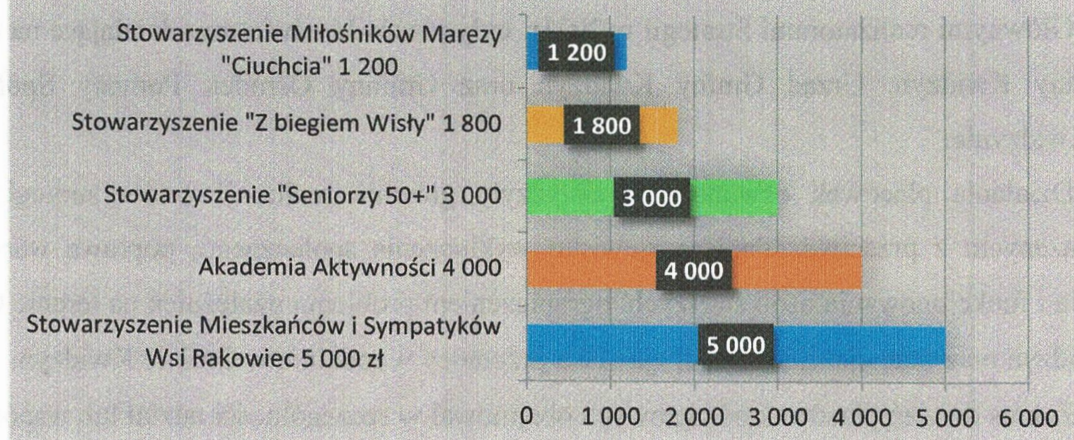 Stowarzyszenie Miłośników Marezy
"Ciuchcia" 1 200
1 200
Stowarzyszenie "Z biegiem Wisły" 1 800
1 800
Stowarzyszenie "Seniorzy 50+" 3 000
3 000
Akademia Aktywności 4 000
4 000
Stowarzyszenie Mieszkańców i Sympatyków
Wsi Rakowiec 5 000 zł
5 000
0 1 000 2 000 3 000 4 000 5 000 6 000